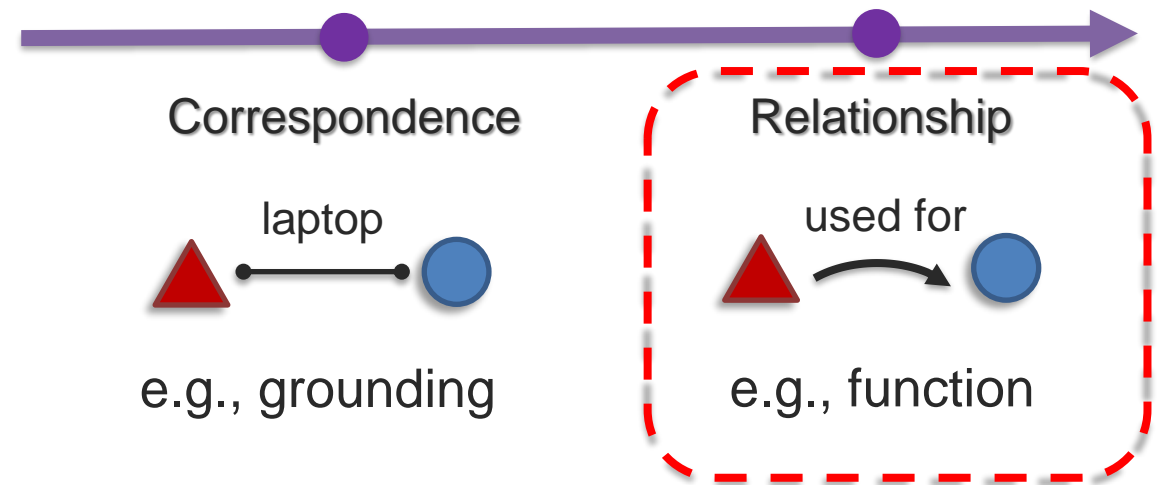 Correspondence
laptop
e.g., grounding
Relationship
used for
e.g., function